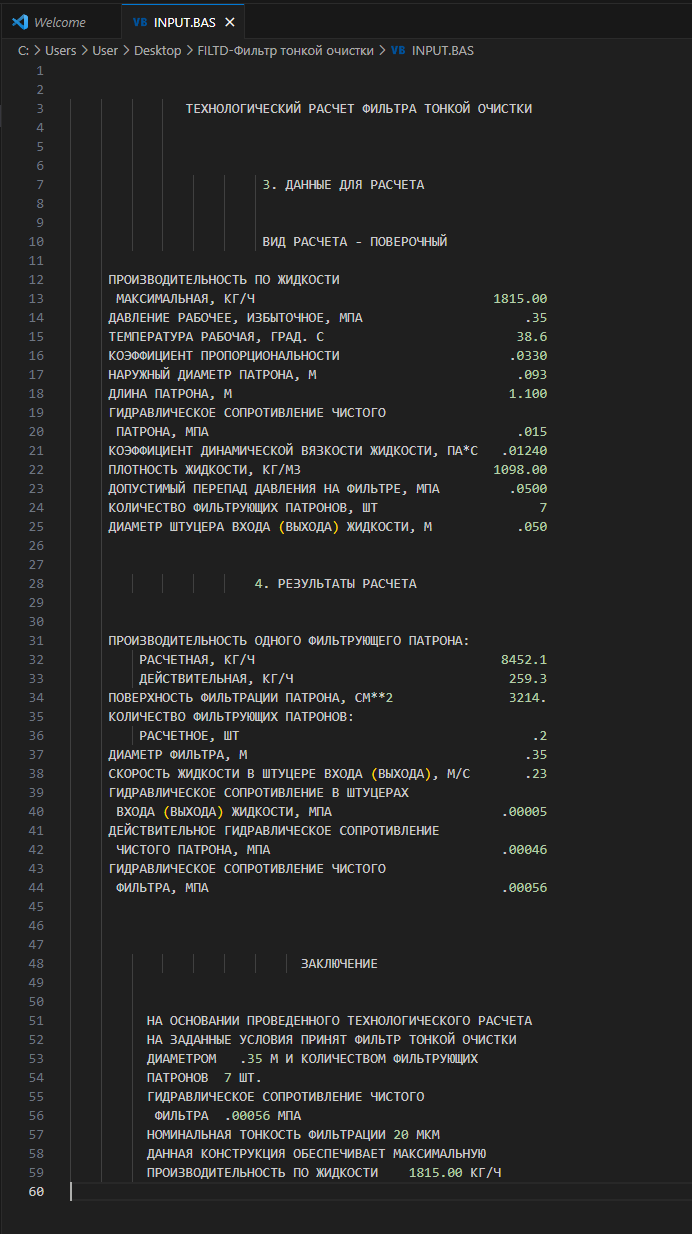 Welcome
VB INPUT.BAS
C: > Users > User > Desktop > FILTD-Фильтр тонкой очистки > VB INPUT.BAS
1
2
3 ТЕХНОЛОГИЧЕСКИЙ РАСЧЕТ ФИЛЬТРА ТОНКОЙ ОЧИСТКИ
4
5
6
7 3. ДАННЫЕ ДЛЯ РАСЧЕТА
8
9
10 ВИД РАСЧЕТА - ПОВЕРОЧНЫЙ
11
12 ПРОИЗВОДИТЕЛЬНОСТЬ ПО ЖИДКОСТИ
13 МАКСИМАЛЬНАЯ, КГ/Ч 1815.00
14 ДАВЛЕНИЕ РАБОЧЕЕ, ИЗБЫТОЧНОЕ, МПА .35
15 ТЕМПЕРАТУРА РАБОЧАЯ, ГРАД. С 38.6
16 КОЭФФИЦИЕНТ ПРОПОРЦИОНАЛЬНОСТИ .0330
17 НАРУЖНЫЙ ДИАМЕТР ПАТРОНА, М .093
18 ДЛИНА ПАТРОНА, М 1.100
19 ГИДРАВЛИЧЕСКОЕ СОПРОТИВЛЕНИЕ ЧИСТОГО
20 ПАТРОНА, МПА .015
21 КОЭФФИЦИЕНТ ДИНАМИЧЕСКОЙ ВЯЗКОСТИ ЖИДКОСТИ, ПА*С .01240
22 ПЛОТНОСТЬ ЖИДКОСТИ, КГ/М3 1098.00
23 ДОПУСТИМЫЙ ПЕРЕПАД ДАВЛЕНИЯ НА ФИЛЬТРЕ, МПА .0500
24 КОЛИЧЕСТВО ФИЛЬТРУЮЩИХ ПАТРОНОВ, ШТ 7
25 ДИАМЕТР ШТУЦЕРА ВХОДА (ВЫХОДА) ЖИДКОСТИ, М .050
26
27
28 4. РЕЗУЛЬТАТЫ РАСЧЕТА
29
30
31 ПРОИЗВОДИТЕЛЬНОСТЬ ОДНОГО ФИЛЬТРУЮЩЕГО ПАТРОНА:
32 РАСЧЕТНАЯ, КГ/Ч 8452.1
33 ДЕЙСТВИТЕЛЬНАЯ, КГ/Ч 259.3
34 ПОВЕРХНОСТЬ ФИЛЬТРАЦИИ ПАТРОНА, СМ**2 3214.
35 КОЛИЧЕСТВО ФИЛЬТРУЮЩИХ ПАТРОНОВ:
36 РАСЧЕТНОЕ, ШТ .2
37 ДИАМЕТР ФИЛЬТРА, М .35
38 СКОРОСТЬ ЖИДКОСТИ В ШТУЦЕРЕ ВХОДА (ВЫХОДА), М/С .23
39 ГИДРАВЛИЧЕСКОЕ СОПРОТИВЛЕНИЕ В ШТУЦЕРАХ
40 ВХОДА (ВЫХОДА) ЖИДКОСТИ, МПА .00005
41 ДЕЙСТВИТЕЛЬНОЕ ГИДРАВЛИЧЕСКОЕ СОПРОТИВЛЕНИЕ
42 ЧИСТОГО ПАТРОНА, МПА .00046
43 ГИДРАВЛИЧЕСКОЕ СОПРОТИВЛЕНИЕ ЧИСТОГО
44 ФИЛЬТРА, МПА .00056
45
46
47
48 ЗАКЛЮЧЕНИЕ
49
50
51 НА ОСНОВАНИИ ПРОВЕДЕННОГО ТЕХНОЛОГИЧЕСКОГО РАСЧЕТА
52 НА ЗАДАННЫЕ УСЛОВИЯ ПРИНЯТ ФИЛЬТР ТОНКОЙ ОЧИСТКИ
53 ДИАМЕТРОМ .35 М И КОЛИЧЕСТВОМ ФИЛЬТРУЮЩИХ
54 ПАТРОНОВ 7 ШТ.
55 ГИДРАВЛИЧЕСКОЕ СОПРОТИВЛЕНИЕ ЧИСТОГО
56 ФИЛЬТРА .00056 МПА
57 НОМИНАЛЬНАЯ ТОНКОСТЬ ФИЛЬТРАЦИИ 20 МКМ
58 ДАННАЯ КОНСТРУКЦИЯ ОБЕСПЕЧИВАЕТ МАКСИМАЛЬНУЮ
59 ПРОИЗВОДИТЕЛЬНОСТЬ ПО ЖИДКОСТИ 1815.00 КГ/Ч
60